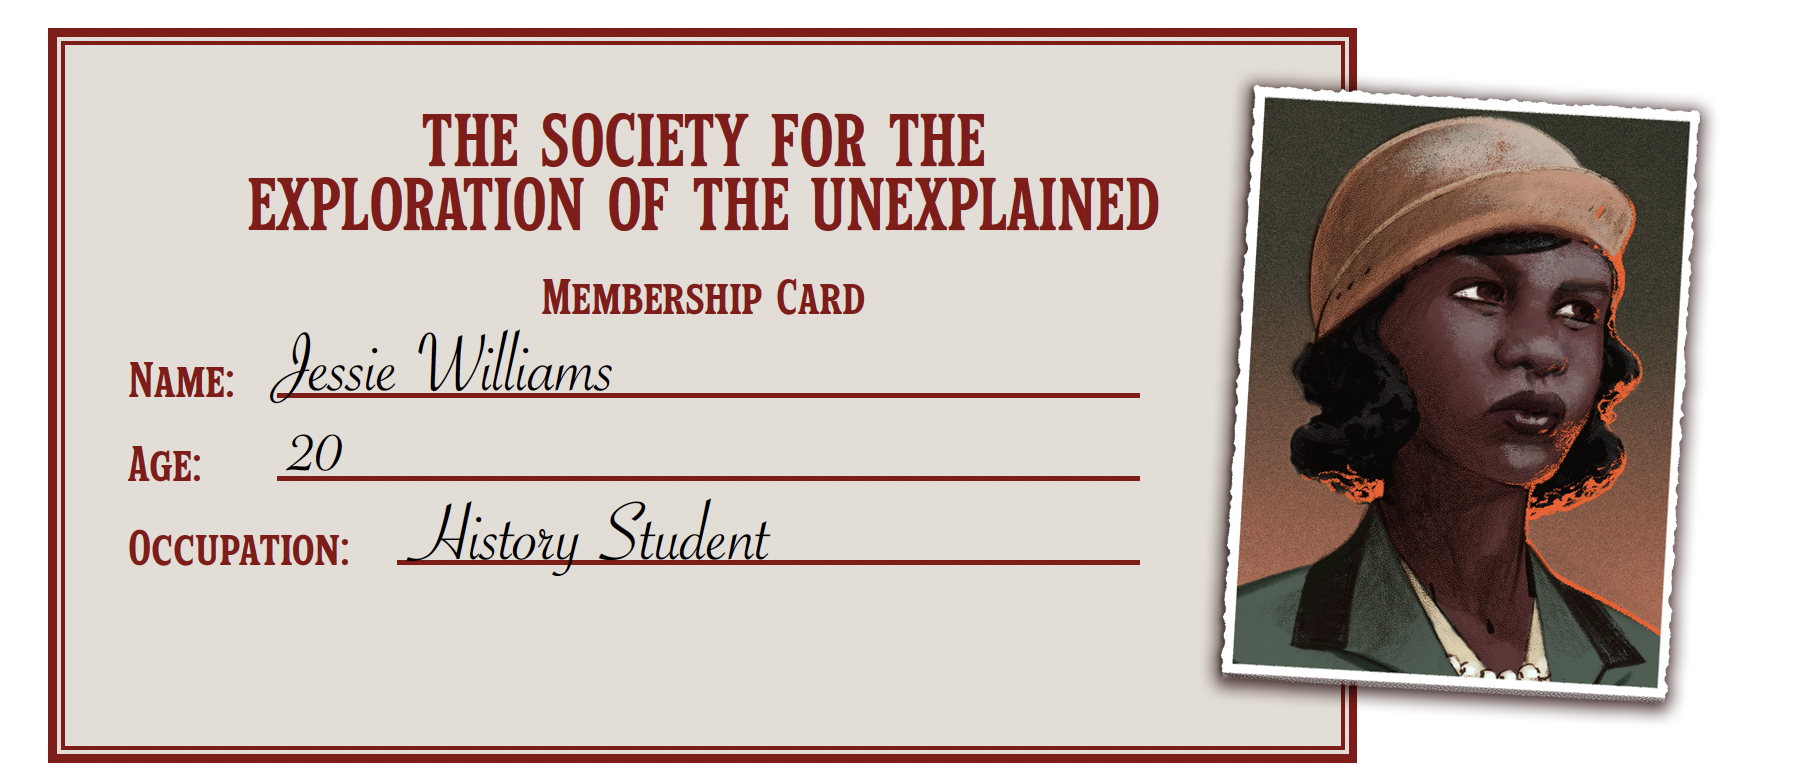 THE SOCIETY FOR THE
EXPLORATION OF THE UNEXPLAINED
MEMBERSHIP CARD
NAME: Jessie Williams
AGE: 20
OCCUPATION: History Student